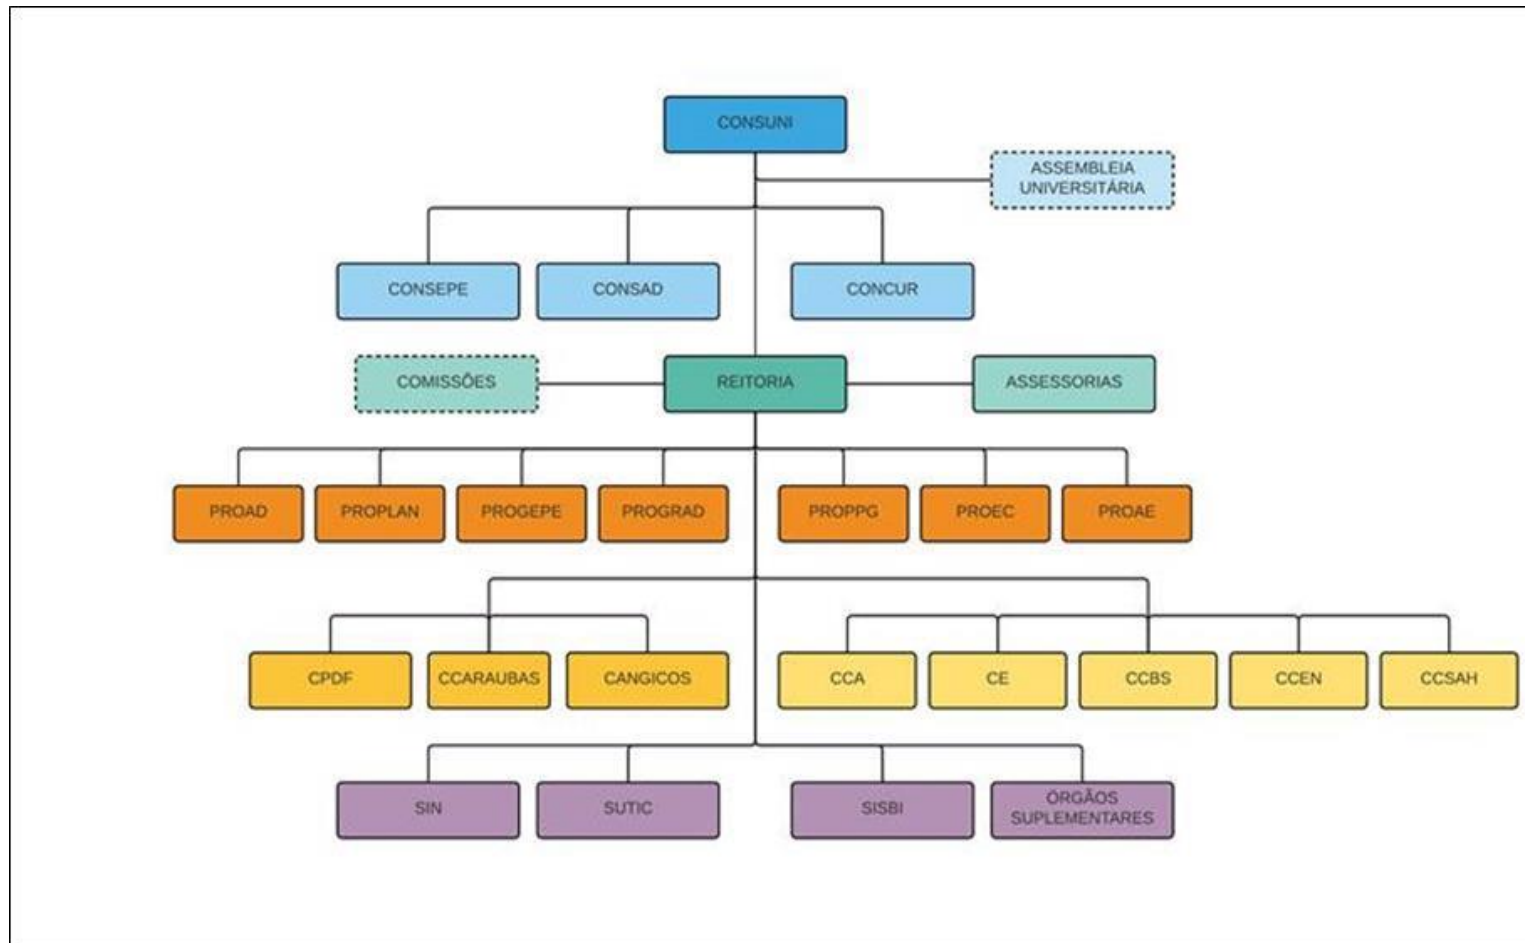 CONSUNI
ASSEMBLEIA
UNIVERSITÁRIA
CONSEPE
CONSAD
CONCUR
COMISSÕES
REITORIA
ASSESSORIAS
PROAD
PROPLAN
PROGEPE
PROGRAD
PROPPG
PROEC
PROAE
CPDF
CCARAUBAS
CANGICOS
CCA
CE
CCBS
CCEN
CCSAH
SIN
SUTIC
SISBI
ÓRGÃOS
SUPLEMENTARES